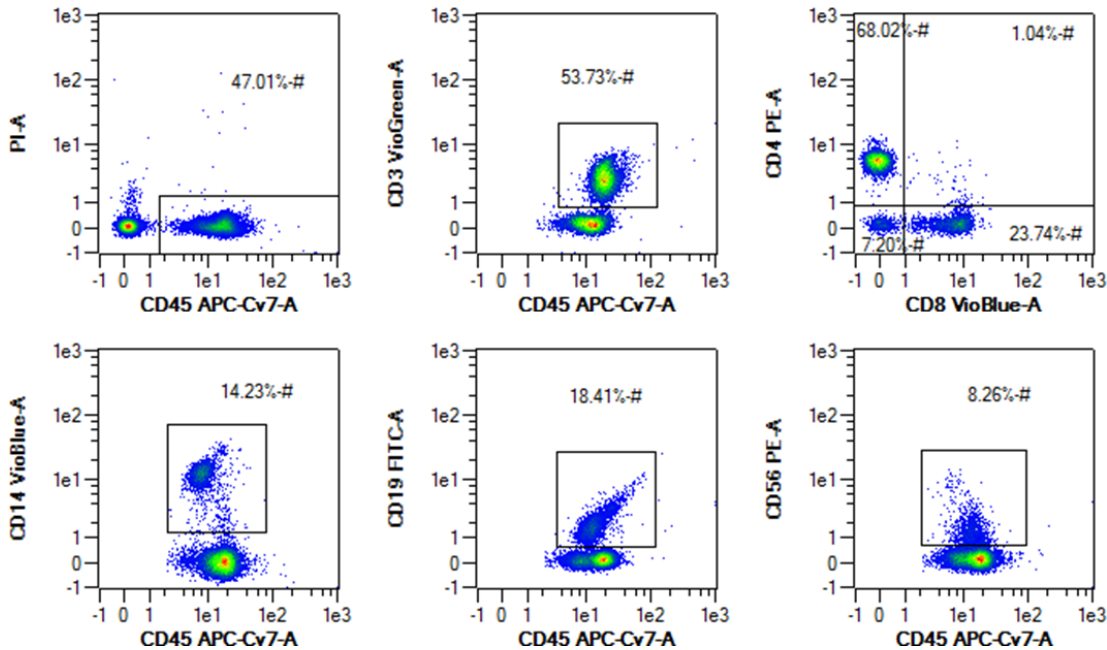 1e3
1e2
1e1
1
0
-1
PI-A
47.01%-#
-1 0 1 1e1 1e2 1e3
CD45 APC-Cv7-A
1e3
1e2
1e1
1
0
-1
CD3 VioGreen-A
53.73%-#
-1 0 1 1e1 1e2 1e3
CD45 APC-Cv7-A
1e3
1e2
1e1
1
0
-1
CD4 PE-A
68.02%-#
1.04%-#
7.20%-#
23.74%-#
-1 0 1 1e1 1e2 1e3
CD8 VioBlue-A
1e3
1e2
1e1
1
0
-1
CD14 VioBlue-A
14.23%-#
-1 0 1 1e1 1e2 1e3
CD45 APC-Cv7-A
1e3
1e2
1e1
1
0
-1
CD19 FITC-A
18.41%-#
-1 0 1 1e1 1e2 1e3
CD45 APC-Cv7-A
1e3
1e2
1e1
1
0
-1
CD56 PE-A
8.26%-#
-1 0 1 1e1 1e2 1e3
CD45 APC-Cv7-A